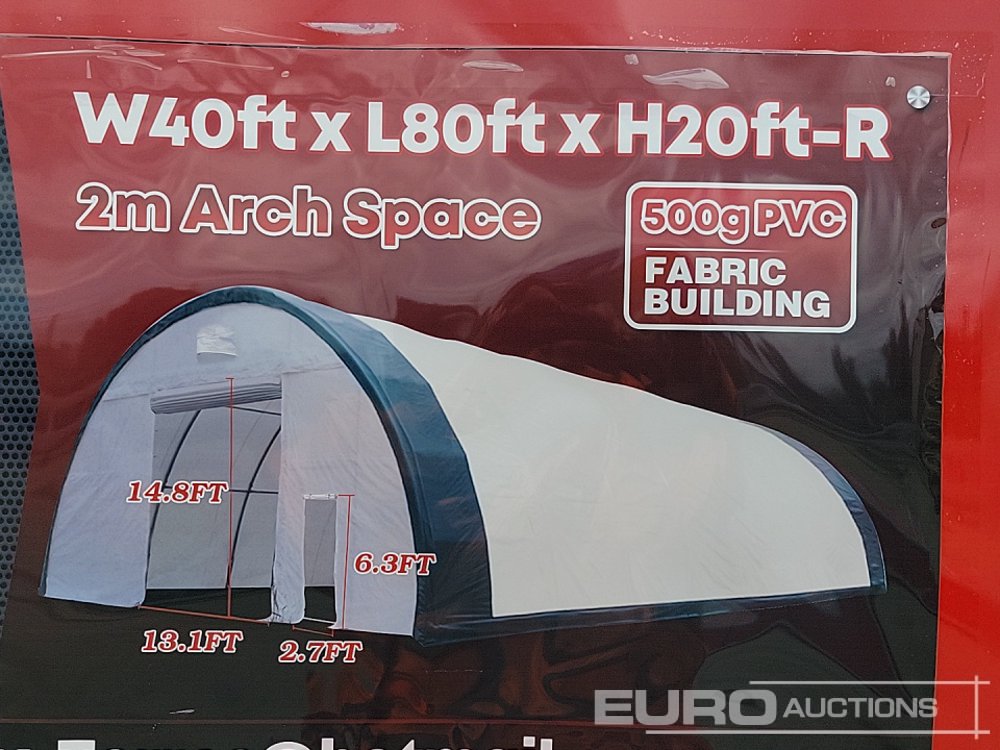 W40ft x L80ft x H20ft-R
2m Arch Space
500g PVC
FABRIC
BUILDING
14.8FT
6.3FT
13.1FT
2.7FT
EURO AUCTIONS